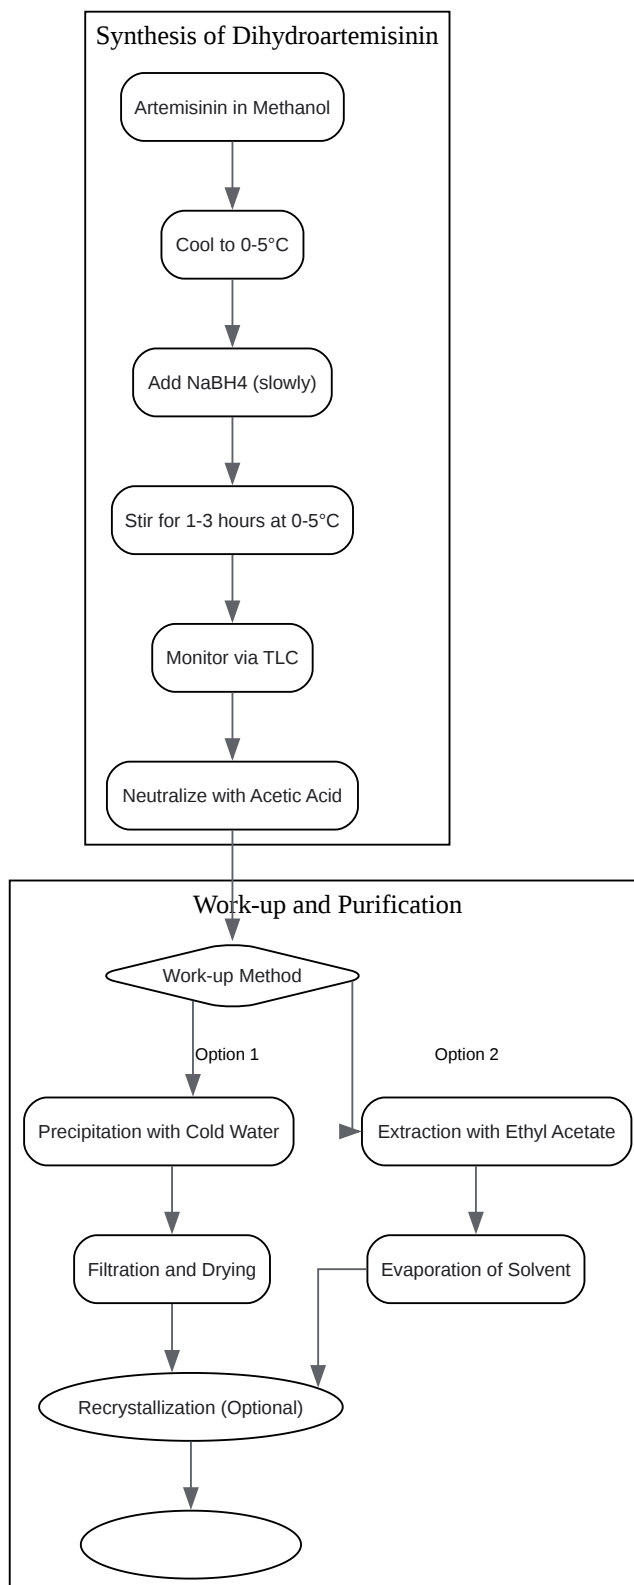 Synthesis of Dihydroartemisinin
Artemisinin in Methanol
Cool to 0-5°C
Add NaBH4 (slowly)
Stir for 1-3 hours at 0-5°C
Monitor via TLC
Neutralize with Acetic Acid
Work-up and Purification
Work-up Method
Option 1
Option 2
Precipitation with Cold Water
Extraction with Ethyl Acetate
Filtration and Drying
Evaporation of Solvent
Recrystallization (Optional)